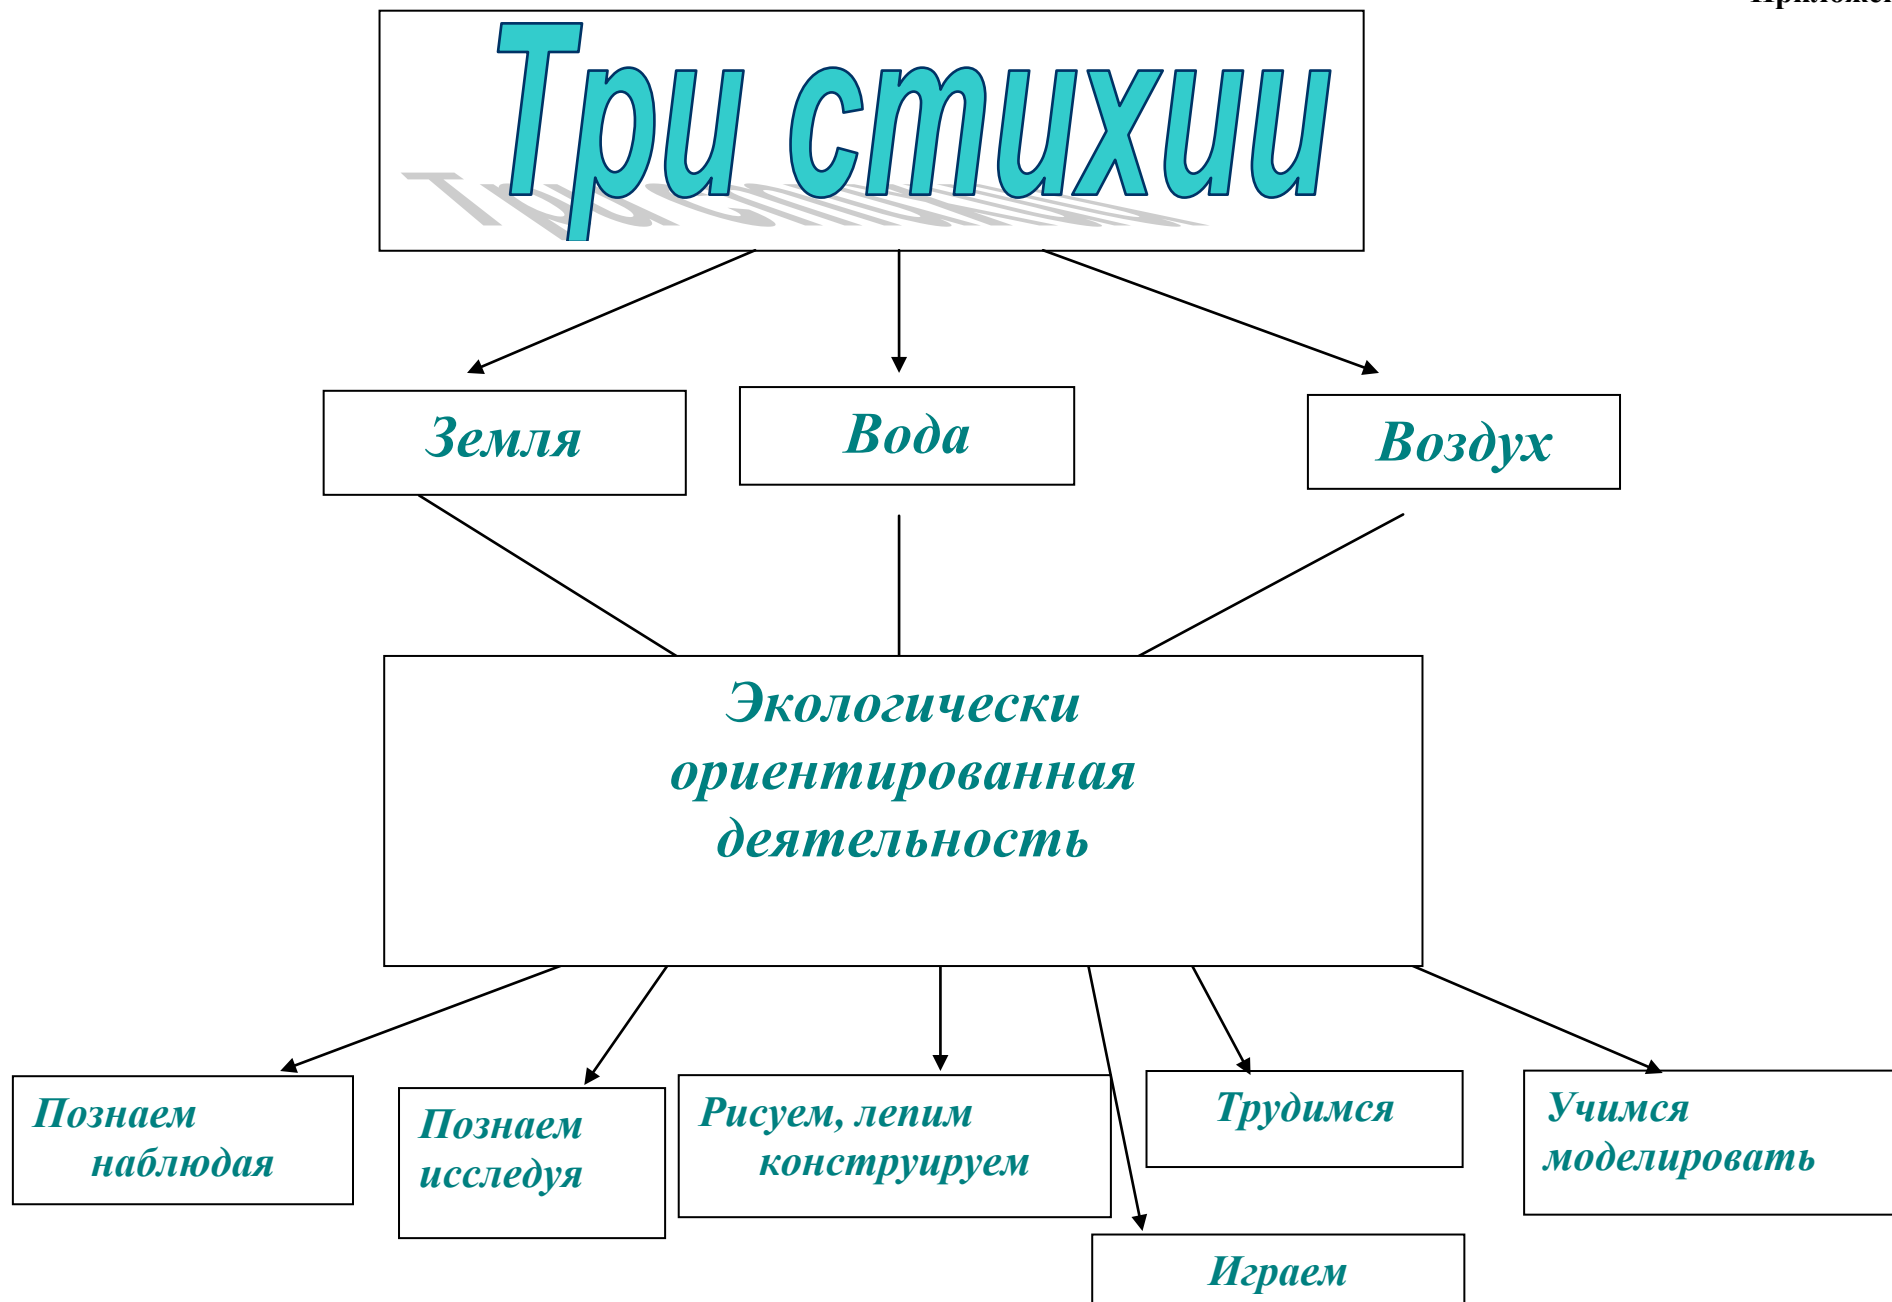 Три стихии
Земля
Вода
Воздух
Экологически
ориентированная
деятельность
Познаем
наблюдая
Познаем
исследуя
Рисуем, лепим
конструируем
Трудимся
Учимся
моделировать
Играем